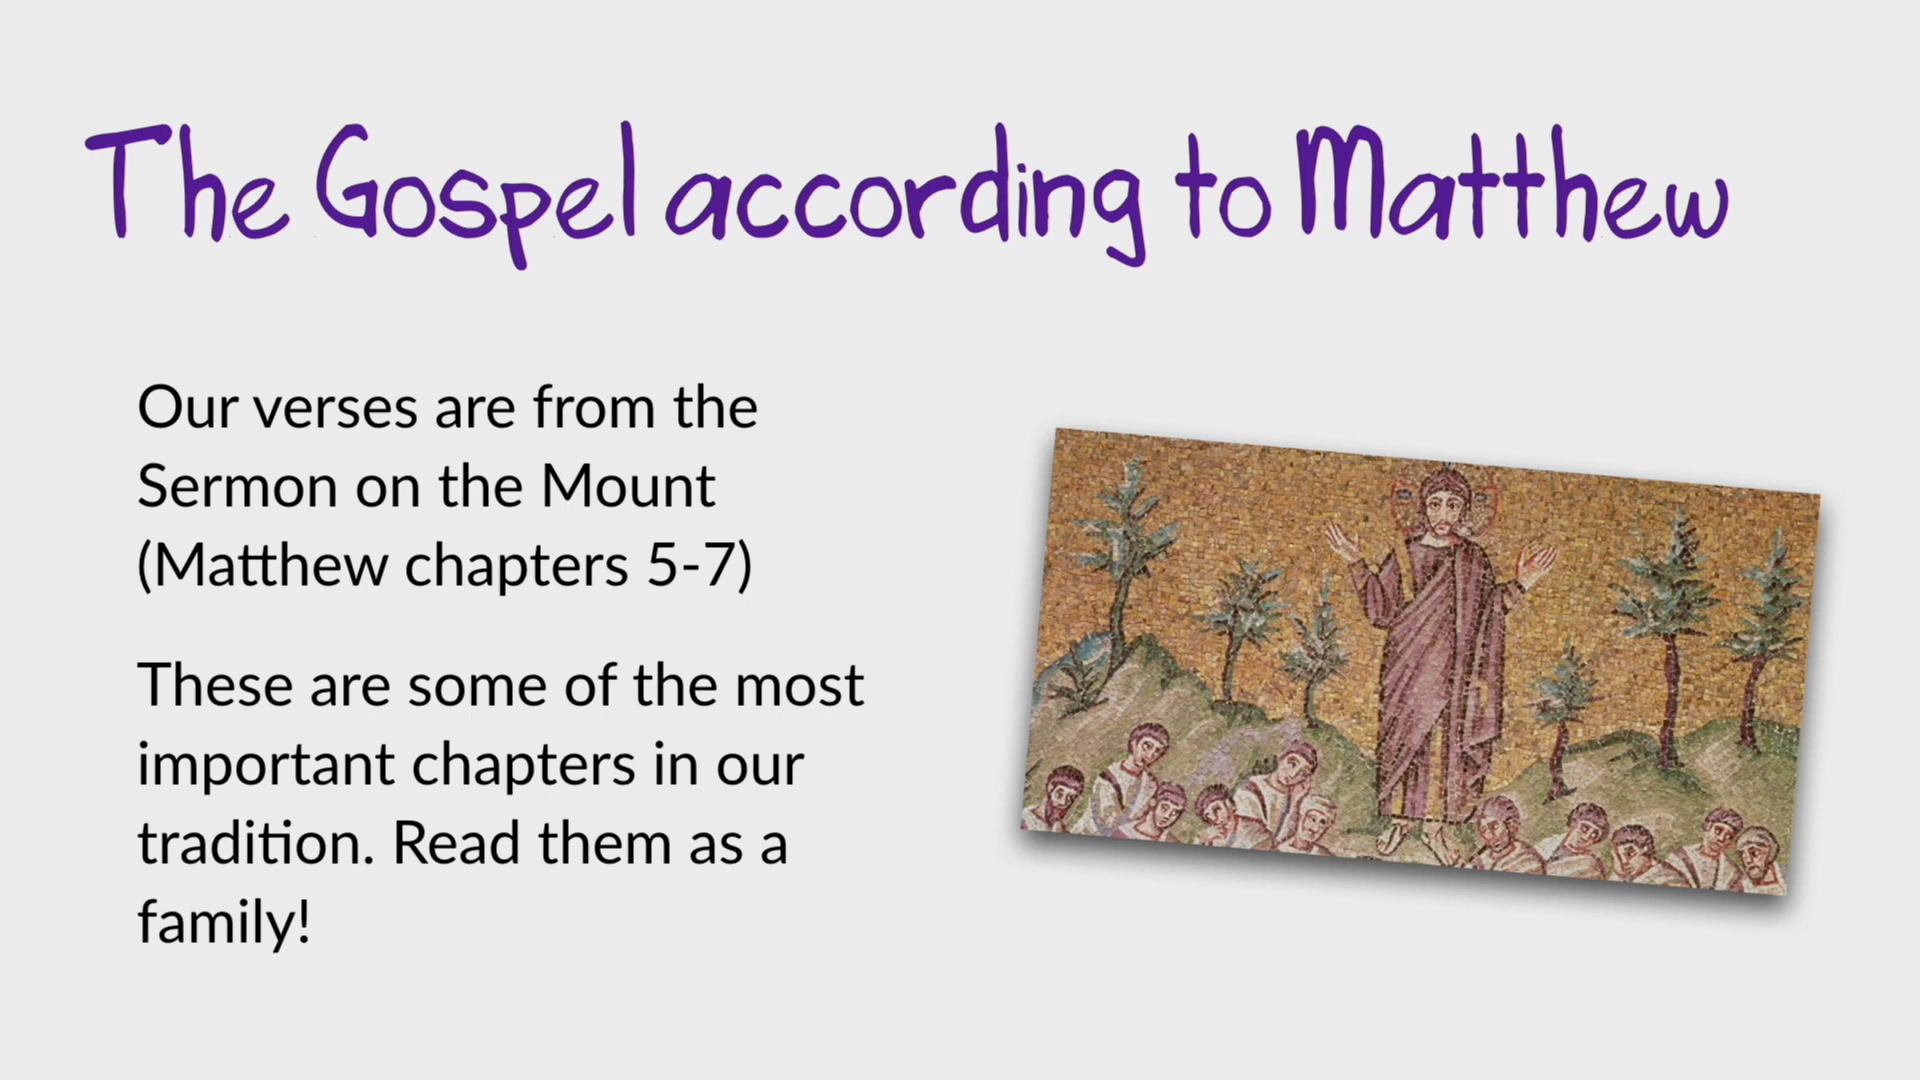 The Gospel according to Matthew
Our verses are from the
Sermon on the Mount
(Matthew chapters 5-7)
These are some of the most
important chapters in our
tradition. Read them as a
family!